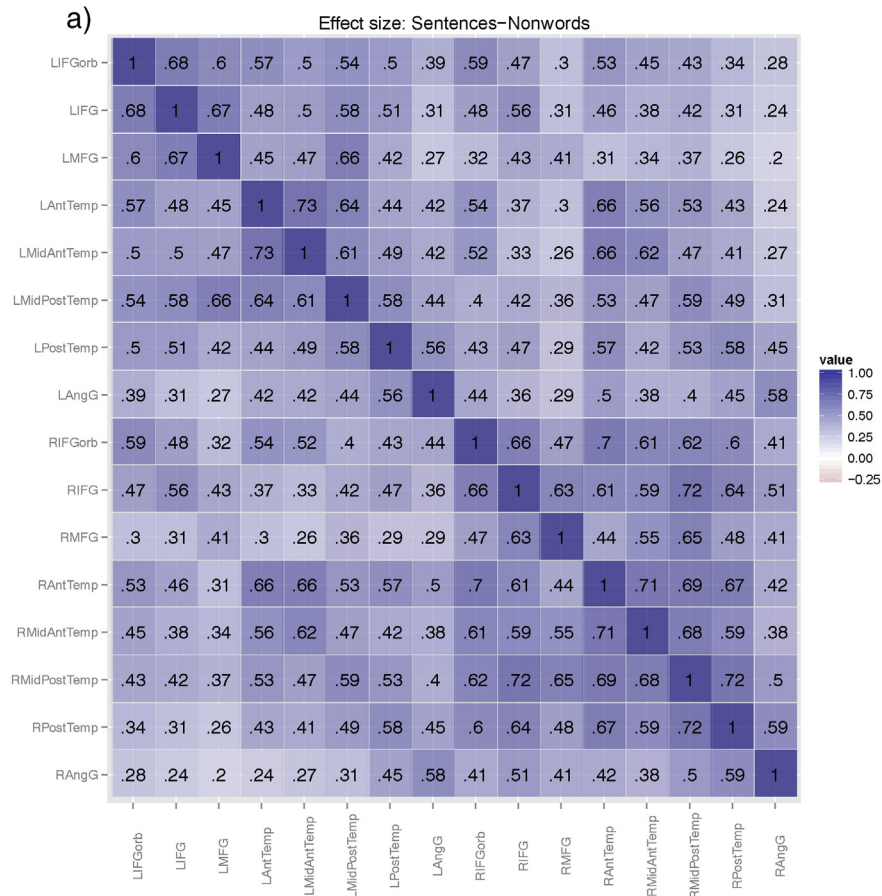 a)
Effect size: Sentences-Nonwords
LIFGorb 1 .68 .6 .57 .5 .54 .5 .39 .59 .47 .3 .53 .45 .43 .34 .28
LIFG .68 1 .67 .48 .5 .58 .51 .31 .48 .56 .31 .46 .38 .42 .31 .24
LMFG .6 .67 1 .45 .47 .66 .42 .27 .32 .43 .41 .31 .34 .37 .26 .2
LAntTemp .57 .48 .45 1 .73 .64 .44 .42 .54 .37 .3 .66 .56 .53 .43 .24
LMidAntTemp .5 .5 .47 .73 1 .61 .49 .42 .52 .33 .26 .66 .62 .47 .41 .27
LMidPostTemp .54 .58 .66 .64 .61 1 .58 .44 .4 .42 .36 .53 .47 .59 .49 .31
LPostTemp .5 .51 .42 .44 .49 .58 1 .56 .43 .47 .29 .57 .42 .53 .58 .45
LAngG .39 .31 .27 .42 .42 .44 .56 1 .44 .36 .29 .5 .38 .4 .45 .58
RIFGorb .59 .48 .32 .54 .52 .4 .43 .44 1 .66 .47 .7 .61 .62 .6 .41
RIFG .47 .56 .43 .37 .33 .42 .47 .36 .66 1 .63 .61 .59 .72 .64 .51
RMFG .3 .31 .41 .3 .26 .36 .29 .29 .47 .63 1 .44 .55 .65 .48 .41
RAntTemp .53 .46 .31 .66 .66 .53 .57 .5 .7 .61 .44 1 .71 .69 .67 .42
RMidAntTemp .45 .38 .34 .56 .62 .47 .42 .38 .61 .59 .55 .71 1 .68 .59 .38
RMidPostTemp .43 .42 .37 .53 .47 .59 .53 .4 .62 .72 .65 .69 .68 1 .72 .5
RPostTemp .34 .31 .26 .43 .41 .49 .58 .45 .6 .64 .48 .67 .59 .72 1 .59
RAngG .28 .24 .2 .24 .27 .31 .45 .58 .41 .51 .41 .42 .38 .5 .59 1
LIFGorb LIFG LMFG LAntTemp LMidAntTemp LMidPostTemp LPostTemp LAngG RIFGorb RIFG RMFG RAntTemp RMidAntTemp RMidPostTemp RPostTemp RAngG
value
1.00
0.75
0.50
0.25
0.00
-0.25